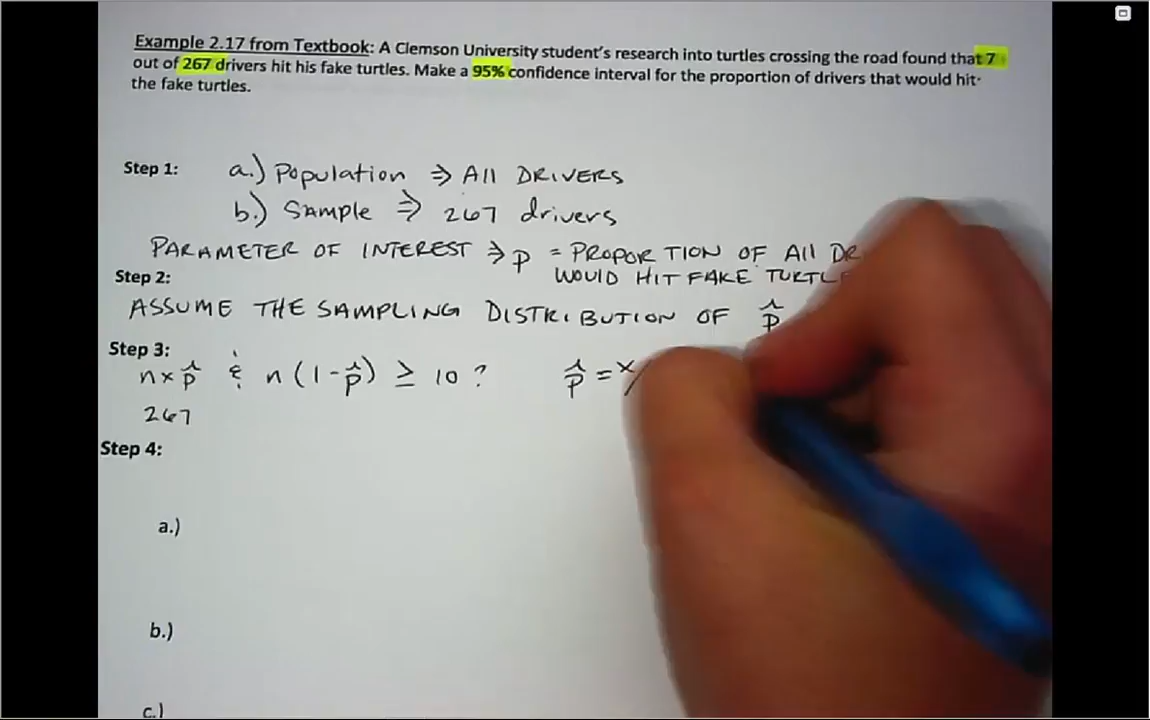 Example 2.17 from Textbook: A Clemson University student's research into turtles crossing the road found that 7
out of 267 drivers hit his fake turtles. Make a 95% confidence interval for the proportion of drivers that would hit
the fake turtles.
Step 1: a.) Population ⇒ All DRIVERS
b.) Sample ⇒ 267 drivers
PARAMETER OF INTEREST ⇒ p = PROPORTION OF All DR
WOULD HIT FAKE TURTLE
Step 2:
ASSUME THE SAMPLING DISTRIBUTION OF p̂
Step 3:
n x p̂ & n(1-p̂) ≥ 10 ? p̂ = x/
267
Step 4:
a.)
b.)
c.)